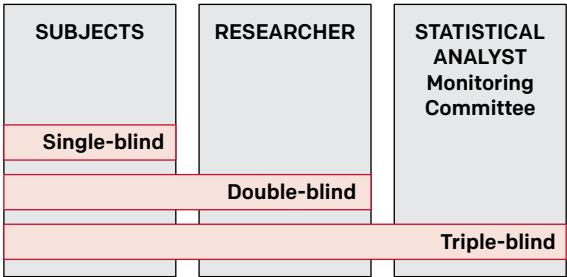 SUBJECTS
RESEARCHER
STATISTICAL
ANALYST
Monitoring
Committee
Single-blind
Double-blind
Triple-blind